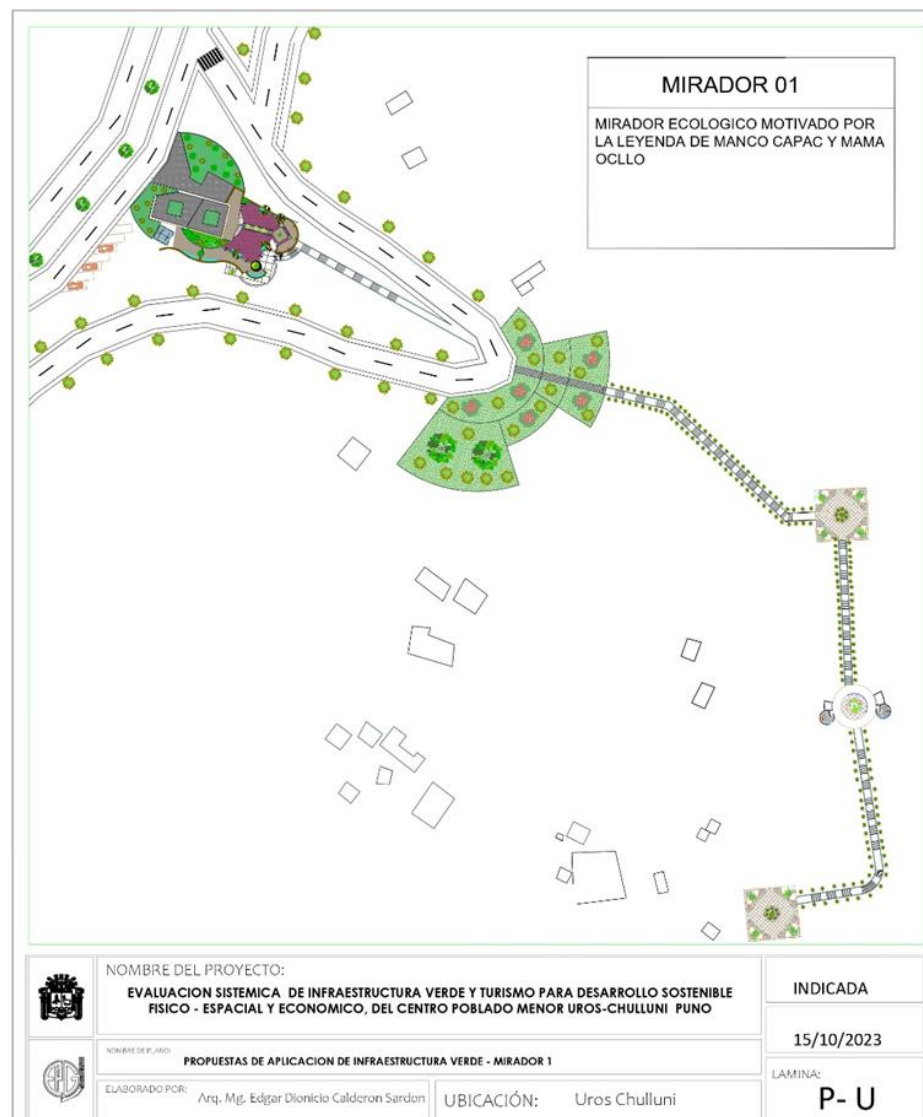 MIRADOR 01
MIRADOR ECOLOGICO MOTIVADO POR
LA LEYENDA DE MANCO CAPAC Y MAMA
OCLLO
NOMBRE DEL PROYECTO:
EVALUACION SISTEMICA DE INFRAESTRUCTURA VERDE Y TURISMO PARA DESARROLLO SOSTENIBLE
FISICO - ESPACIAL Y ECONOMICO, DEL CENTRO POBLADO MENOR UROS-CHULLUNI PUNO
INDICADA
15/10/2023
NOMBRE DE PLANO:
PROPUESTAS DE APLICACION DE INFRAESTRUCTURA VERDE - MIRADOR 1
ELABORADO POR: Arq. Mg. Edgar Dionicio Calderon Sardon
UBICACIÓN: Uros Chulluni
LAMINA:
P- U